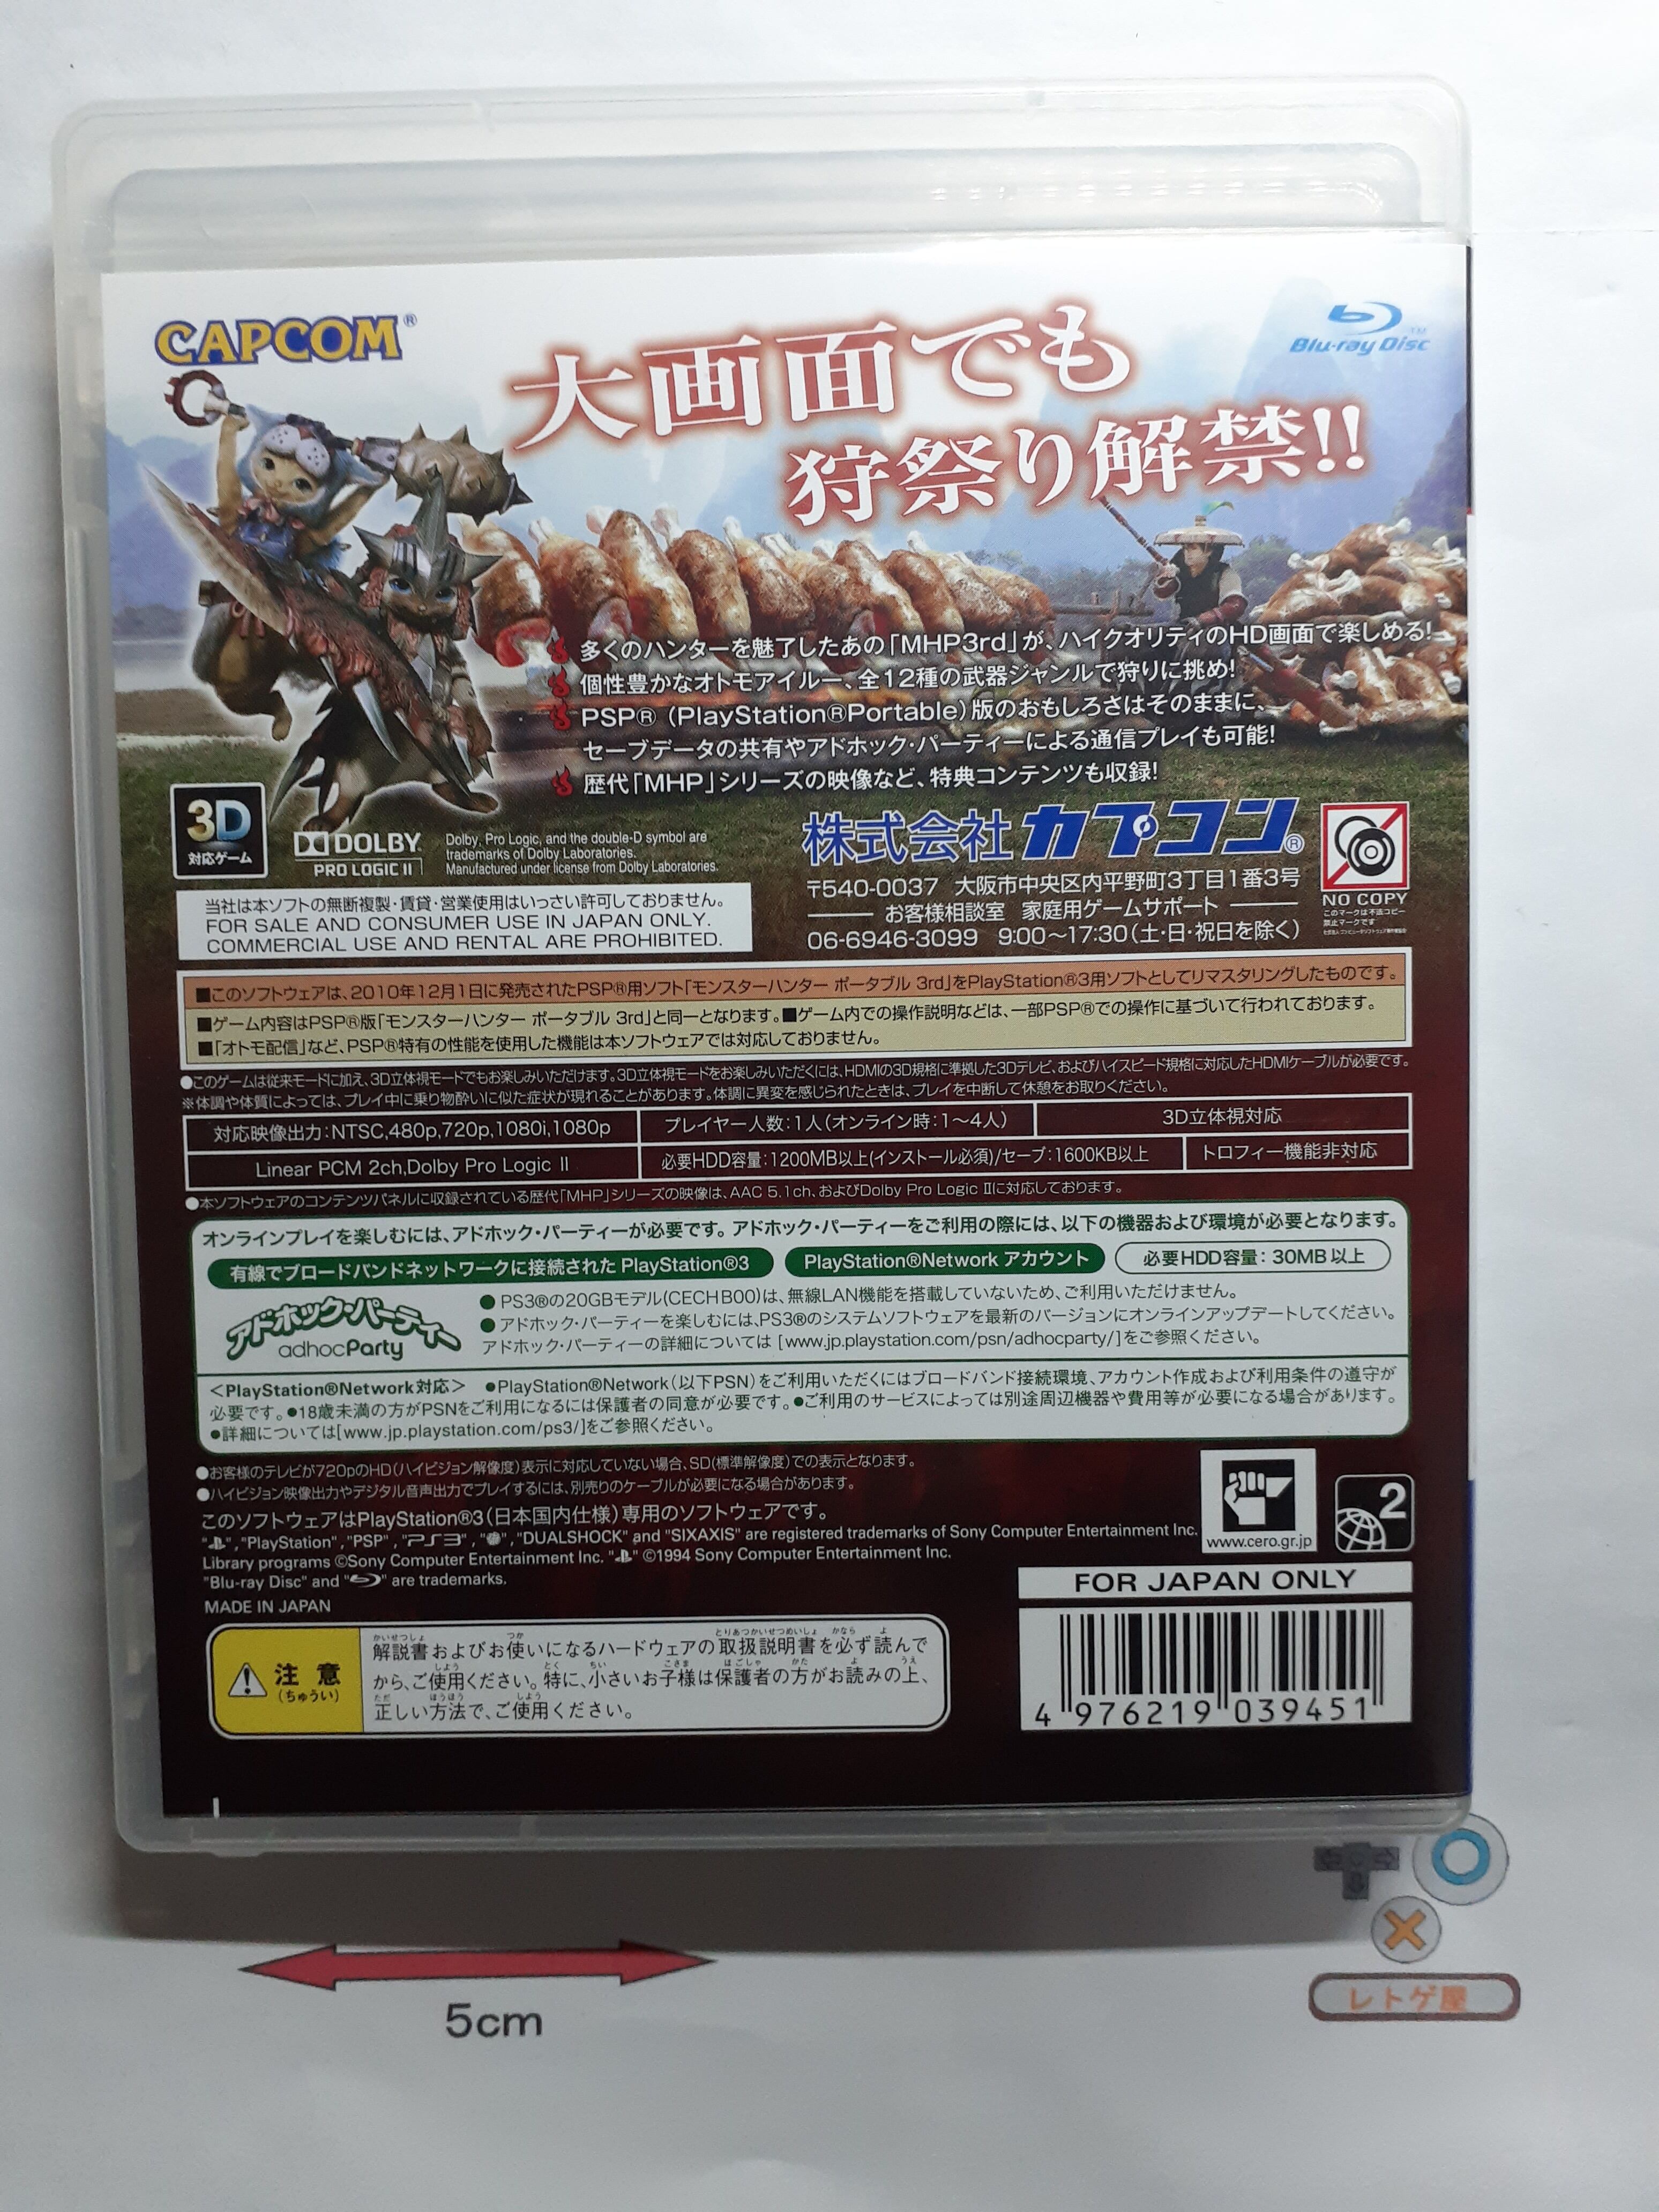 CAPCOM®
大画面でも
狩祭り解禁!!
Blu-ray Disc™
多くのハンターを魅了したあの「MHP3rd」が、ハイクオリティのHD画面で楽しめる!
個性豊かなオトモアイルー、全12種の武器ジャンルで狩りに挑め!
PSP®（PlayStation®Portable）版のおもしろさはそのままに、
セーブデータの共有やアドホック・パーティーによる通信プレイも可能!
歴代「MHP」シリーズの映像など、特典コンテンツも収録!
3D
対応ゲーム
DOLBY
PRO LOGIC II
Dolby, Pro Logic, and the double-D symbol are
trademarks of Dolby Laboratories.
Manufactured under license from Dolby Laboratories.
株式会社カプコン®
〒540-0037 大阪市中央区内平野町3丁目1番3号
お客様相談室 家庭用ゲームサポート
06-6946-3099 9:00～17:30（土・日・祝日を除く）
NO COPY
このマークは不法コピー
禁止マークです
当社は本ソフトの無断複製・賃貸・営業使用はいっさい許可しておりません。
FOR SALE AND CONSUMER USE IN JAPAN ONLY.
COMMERCIAL USE AND RENTAL ARE PROHIBITED.
■このソフトウェアは、2010年12月1日に発売されたPSP®用ソフト「モンスターハンター ポータブル 3rd」をPlayStation®3用ソフトとしてリマスタリングしたものです。
■ゲーム内容はPSP®版「モンスターハンター ポータブル 3rd」と同一となります。■ゲーム内での操作説明などは、一部PSP®での操作に基づいて行われております。
■「オトモ配信」など、PSP®特有の性能を使用した機能は本ソフトウェアでは対応しておりません。
●このゲームは従来モードに加え、3D立体視モードでもお楽しみいただけます。3D立体視モードをお楽しみいただくには、HDMIの3D規格に準拠した3Dテレビ、およびハイスピード規格に対応したHDMIケーブルが必要です。
※体調や体質によっては、プレイ中に乗り物酔いに似た症状が現れることがあります。体調に異変を感じられたときは、プレイを中断して休憩をお取りください。
対応映像出力：NTSC,480p,720p,1080i,1080p
プレイヤー人数：1人（オンライン時：1～4人）
3D立体視対応
Linear PCM 2ch,Dolby Pro Logic II
必要HDD容量：1200MB以上(インストール必須)/セーブ：1600KB以上
トロフィー機能非対応
●本ソフトウェアのコンテンツパネルに収録されている歴代「MHP」シリーズの映像は、AAC 5.1ch、およびDolby Pro Logic IIに対応しております。
オンラインプレイを楽しむには、アドホック・パーティーが必要です。アドホック・パーティーをご利用の際には、以下の機器および環境が必要となります。
有線でブロードバンドネットワークに接続された PlayStation®3
PlayStation®Network アカウント
必要HDD容量：30MB以上
アドホック・パーティー
adhocParty
● PS3®の20GBモデル(CECHB00)は、無線LAN機能を搭載していないため、ご利用いただけません。
● アドホック・パーティーを楽しむには、PS3®のシステムソフトウェアを最新のバージョンにオンラインアップデートしてください。
アドホック・パーティーの詳細については [www.jp.playstation.com/psn/adhocparty/]をご参照ください。
＜PlayStation®Network対応＞ ●PlayStation®Network（以下PSN）をご利用いただくにはブロードバンド接続環境、アカウント作成および利用条件の遵守が
必要です。●18歳未満の方がPSNをご利用になるには保護者の同意が必要です。●ご利用のサービスによっては別途周辺機器や費用等が必要になる場合があります。
●詳細については[www.jp.playstation.com/ps3/]をご参照ください。
●お客様のテレビが720pのHD（ハイビジョン解像度）表示に対応していない場合、SD（標準解像度）での表示となります。
●ハイビジョン映像出力やデジタル音声出力でプレイするには、別売りのケーブルが必要になる場合があります。
このソフトウェアはPlayStation®3（日本国内仕様）専用のソフトウェアです。
" ", "PlayStation", "PSP", "PS3", " ", "DUALSHOCK" and "SIXAXIS" are registered trademarks of Sony Computer Entertainment Inc.
Library programs ©Sony Computer Entertainment Inc. " " ©1994 Sony Computer Entertainment Inc.
"Blu-ray Disc" and " " are trademarks.
MADE IN JAPAN
www.cero.gr.jp
2
FOR JAPAN ONLY
4 976219 039451
注意
（ちゅうい）
解説書およびお使いになるハードウェアの取扱説明書を必ず読んで
から、ご使用ください。特に、小さいお子様は保護者の方がお読みの上、
正しい方法で、ご使用ください。
5cm
レトゲ屋